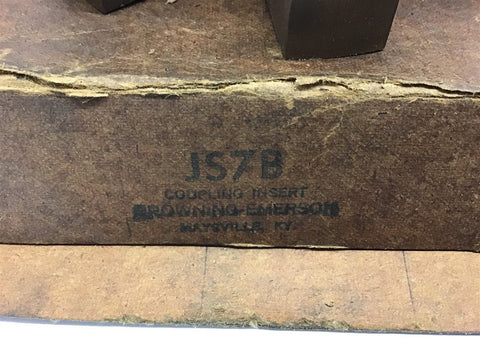 JS7B
COUPLING INSERT
BROWNING-EMERSON
MAYSVILLE, KY.